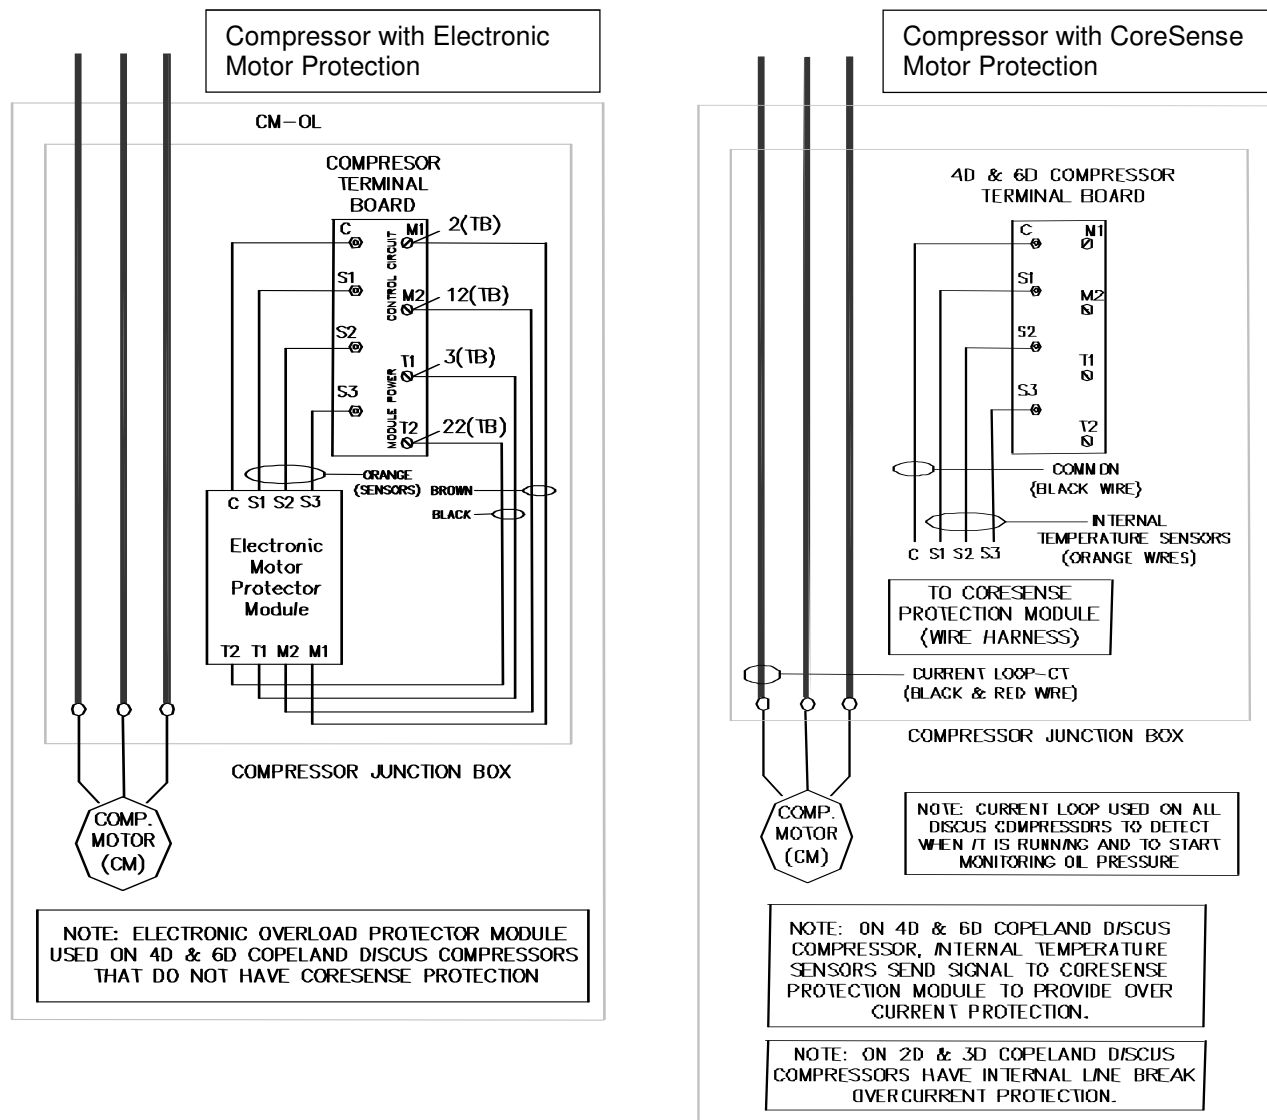 Compressor with Electronic
Motor Protection
CM-OL
COMPRESOR
TERMINAL
BOARD
C
M1
2(TB)
S1
CONTROL CIRCUIT
M2
12(TB)
S2
T1
3(TB)
S3
MODULE POWER
T2
22(TB)
ORANGE
(SENSORS)
BROWN
BLACK
C S1 S2 S3
Electronic
Motor
Protector
Module
T2 T1 M2 M1
COMPRESSOR JUNCTION BOX
COMP.
MOTOR
(CM)
NOTE: ELECTRONIC OVERLOAD PROTECTOR MODULE
USED ON 4D & 6D COPELAND DISCUS COMPRESSORS
THAT DO NOT HAVE CORESENSE PROTECTION
Compressor with CoreSense
Motor Protection
4D & 6D COMPRESSOR
TERMINAL BOARD
C
M1
S1
M2
S2
T1
S3
T2
COMMON
(BLACK WIRE)
INTERNAL
TEMPERATURE SENSORS
(ORANGE WIRES)
C S1 S2 S3
TO CORESENSE
PROTECTION MODULE
(WIRE HARNESS)
CURRENT LOOP-CT
(BLACK & RED WIRE)
COMPRESSOR JUNCTION BOX
COMP.
MOTOR
(CM)
NOTE: CURRENT LOOP USED ON ALL
DISCUS COMPRESSORS TO DETECT
WHEN IT IS RUNNING AND TO START
MONITORING OIL PRESSURE
NOTE: ON 4D & 6D COPELAND DISCUS
COMPRESSOR, INTERNAL TEMPERATURE
SENSORS SEND SIGNAL TO CORESENSE
PROTECTION MODULE TO PROVIDE OVER
CURRENT PROTECTION.
NOTE: ON 2D & 3D COPELAND DISCUS
COMPRESSORS HAVE INTERNAL LINE BREAK
OVERCURRENT PROTECTION.